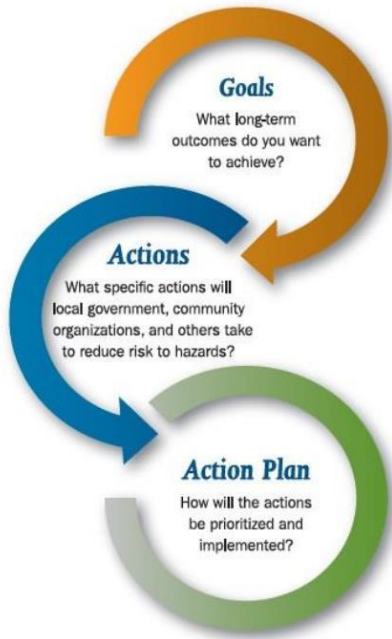 Goals
What long-term
outcomes do you want
to achieve?
Actions
What specific actions will
local government, community
organizations, and others take
to reduce risk to hazards?
Action Plan
How will the actions
be prioritized and
implemented?